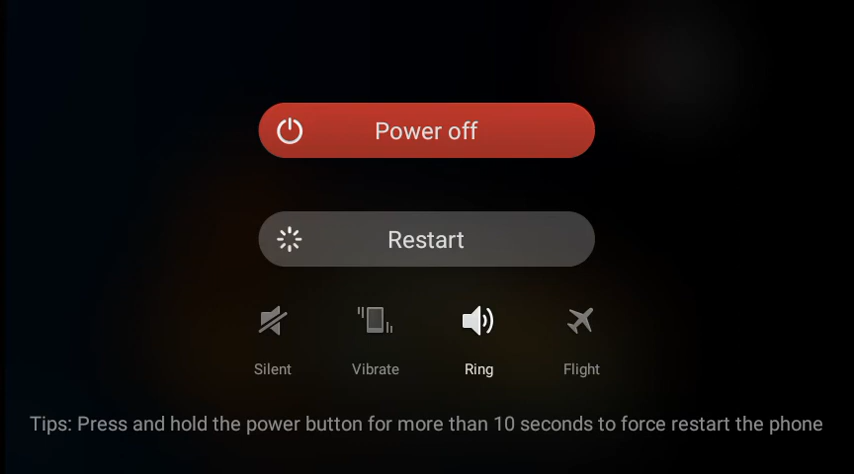 Power off
Restart
Silent Vibrate Ring Flight
Tips: Press and hold the power button for more than 10 seconds to force restart the phone